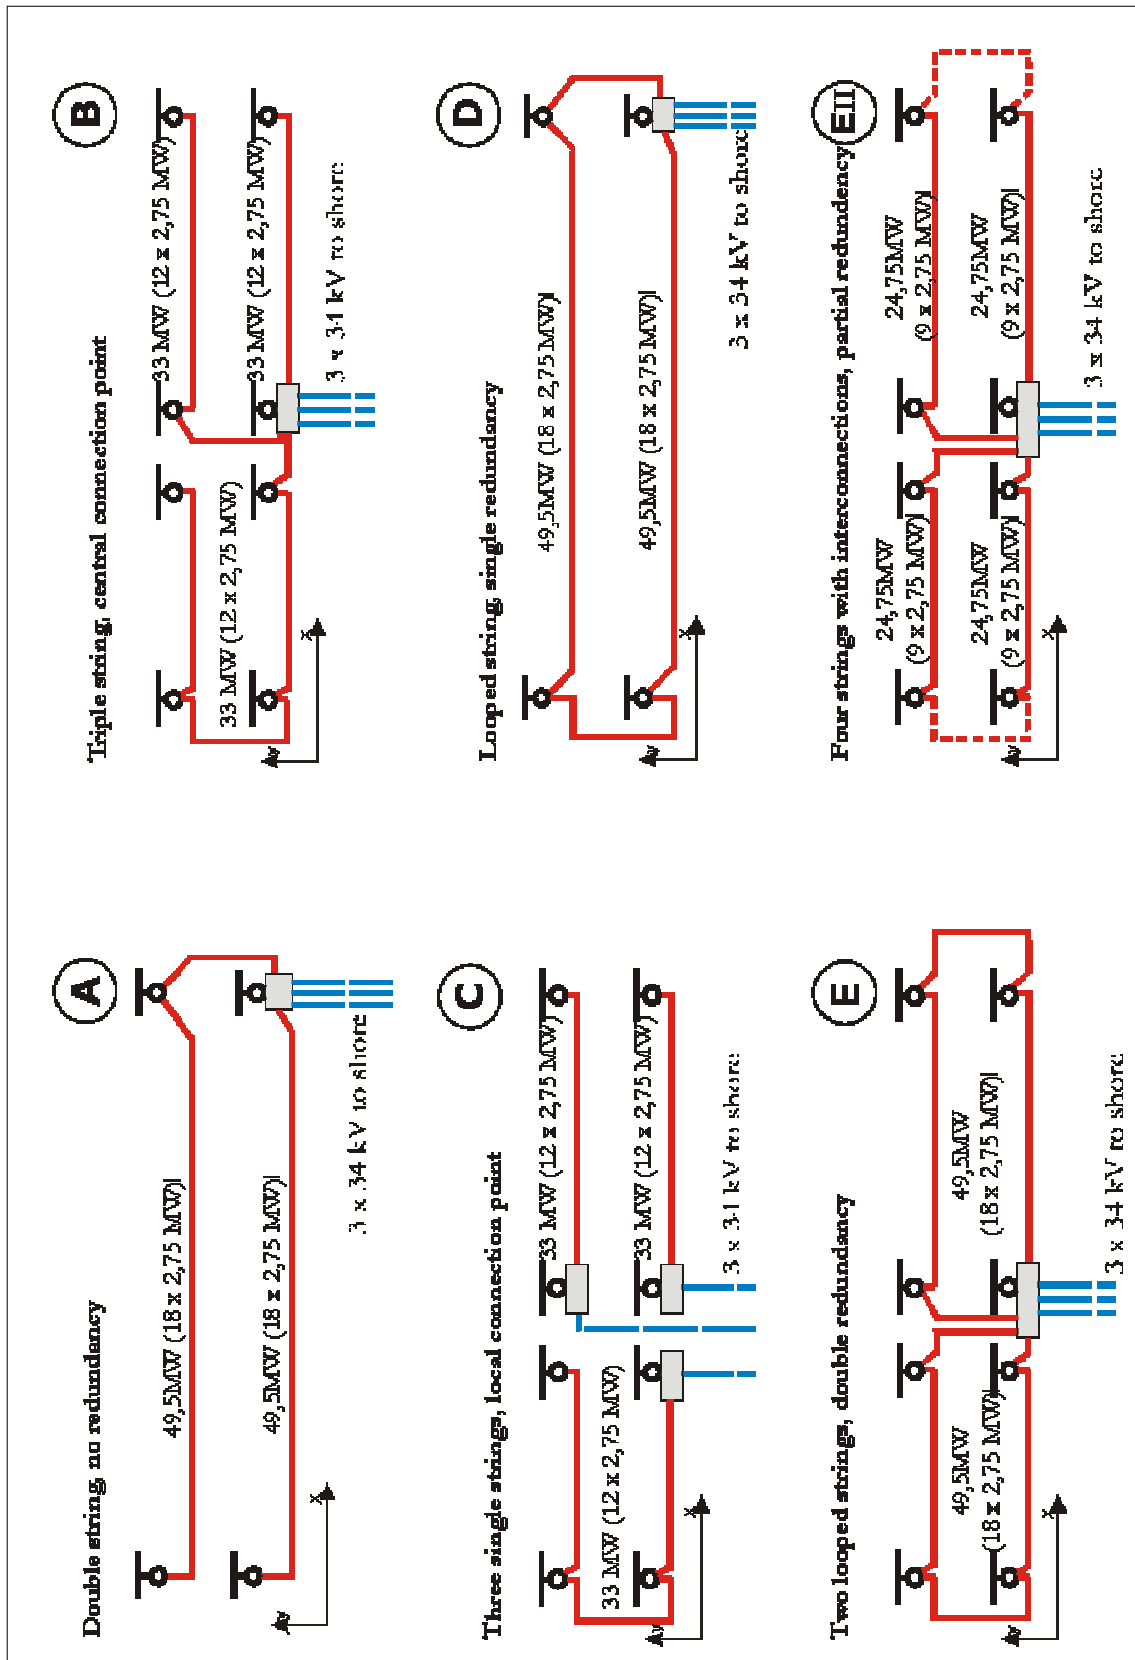 Double string, no redundancy
A
49,5MW (18 x 2,75 MW)
49,5MW (18 x 2,75 MW)
3 x 34 kV to shore
y
x
Triple string, central connection point
B
33 MW (12 x 2,75 MW)
33 MW (12 x 2,75 MW)
33 MW (12 x 2,75 MW)
3 x 34 kV to shore
y
x
Three single strings, local connection point
C
33 MW (12 x 2,75 MW)
33 MW (12 x 2,75 MW)
33 MW (12 x 2,75 MW)
3 x 34 kV to shore
y
x
Looped string, single redundancy
D
49,5MW (18 x 2,75 MW)
49,5MW (18 x 2,75 MW)
3 x 34 kV to shore
y
x
Two looped strings, double redundancy
E
49,5MW
(18 x 2,75 MW)
49,5MW
(18 x 2,75 MW)
3 x 34 kV to shore
y
x
Four strings with interconnections, partial redundency
EII
24,75MW
(9 x 2,75 MW)
24,75MW
(9 x 2,75 MW)
24,75MW
(9 x 2,75 MW)
24,75MW
(9 x 2,75 MW)
3 x 34 kV to shore
y
x